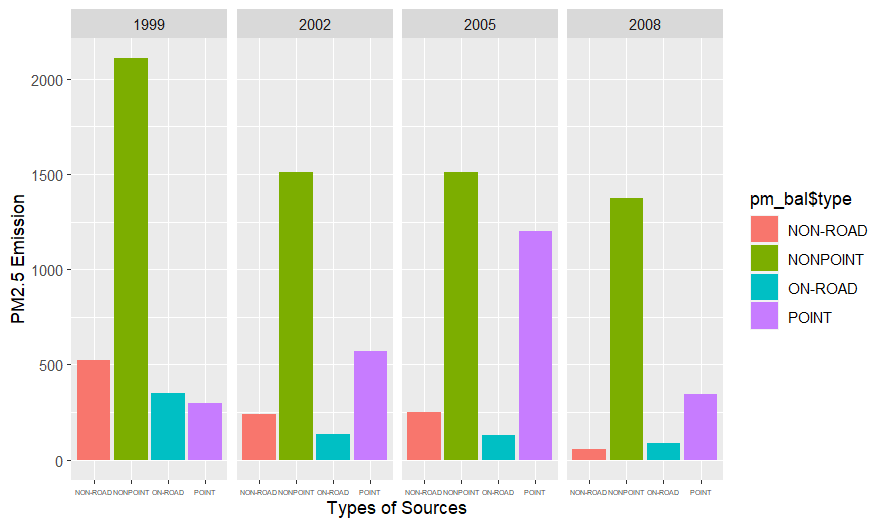 1999 2002 2005 2008
PM2.5 Emission
2000
1500
1000
500
0
NON-ROAD NONPOINT ON-ROAD POINT NON-ROAD NONPOINT ON-ROAD POINT NON-ROAD NONPOINT ON-ROAD POINT NON-ROAD NONPOINT ON-ROAD POINT
Types of Sources
pm_bal$type
NON-ROAD
NONPOINT
ON-ROAD
POINT